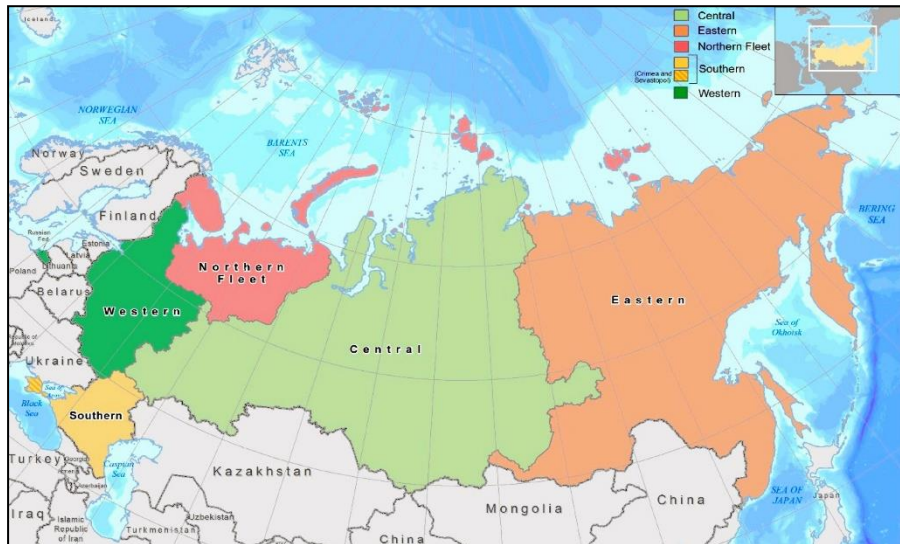 Iceland
Central
Eastern
Northern Fleet
Southern
(Crimea and
Sevastopol)
Western
NORWEGIAN
SEA
BARENTS
SEA
Norway
Sweden
Finland
Russian
Fed.
Estonia
Latvia
Lithuania
Poland
Belarus
Ukraine
BERING
SEA
Northern
Fleet
Western
Eastern
Central
Sea of
Okhotsk
Sea of
Black
Sea
Southern
Caspian
Sea
Turkey
Georgia
Azerbaijan
Iraq
Islamic
Republic
of Iran
Kazakhstan
Uzbekistan
Turkmenistan
China
Mongolia
China
SEA OF
JAPAN
Japan